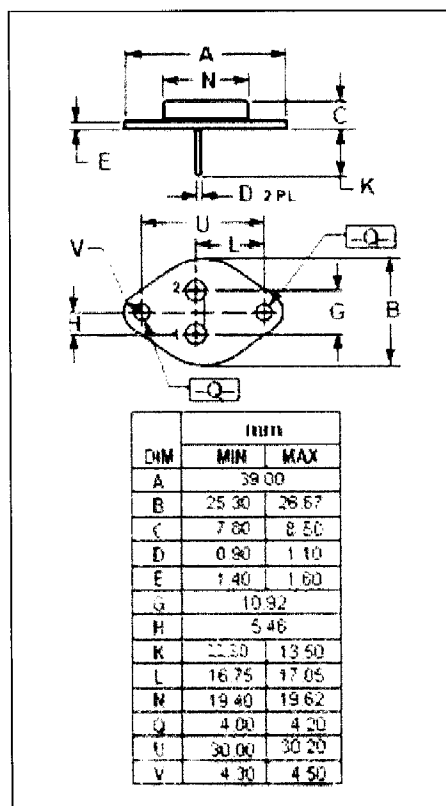 A
N
C
E
K
D 2 PL
U
L
V
Q
2
H
G
B
1
Q
mm
DIM MIN MAX
A 39.00
B 25.30 26.67
C 7.80 8.50
D 0.90 1.10
E 1.40 1.60
G 10.92
H 5.46
K 13.50
L 16.75 17.05
N 19.40 19.62
Q 4.00 4.20
U 30.00 30.20
V 4.30 4.50